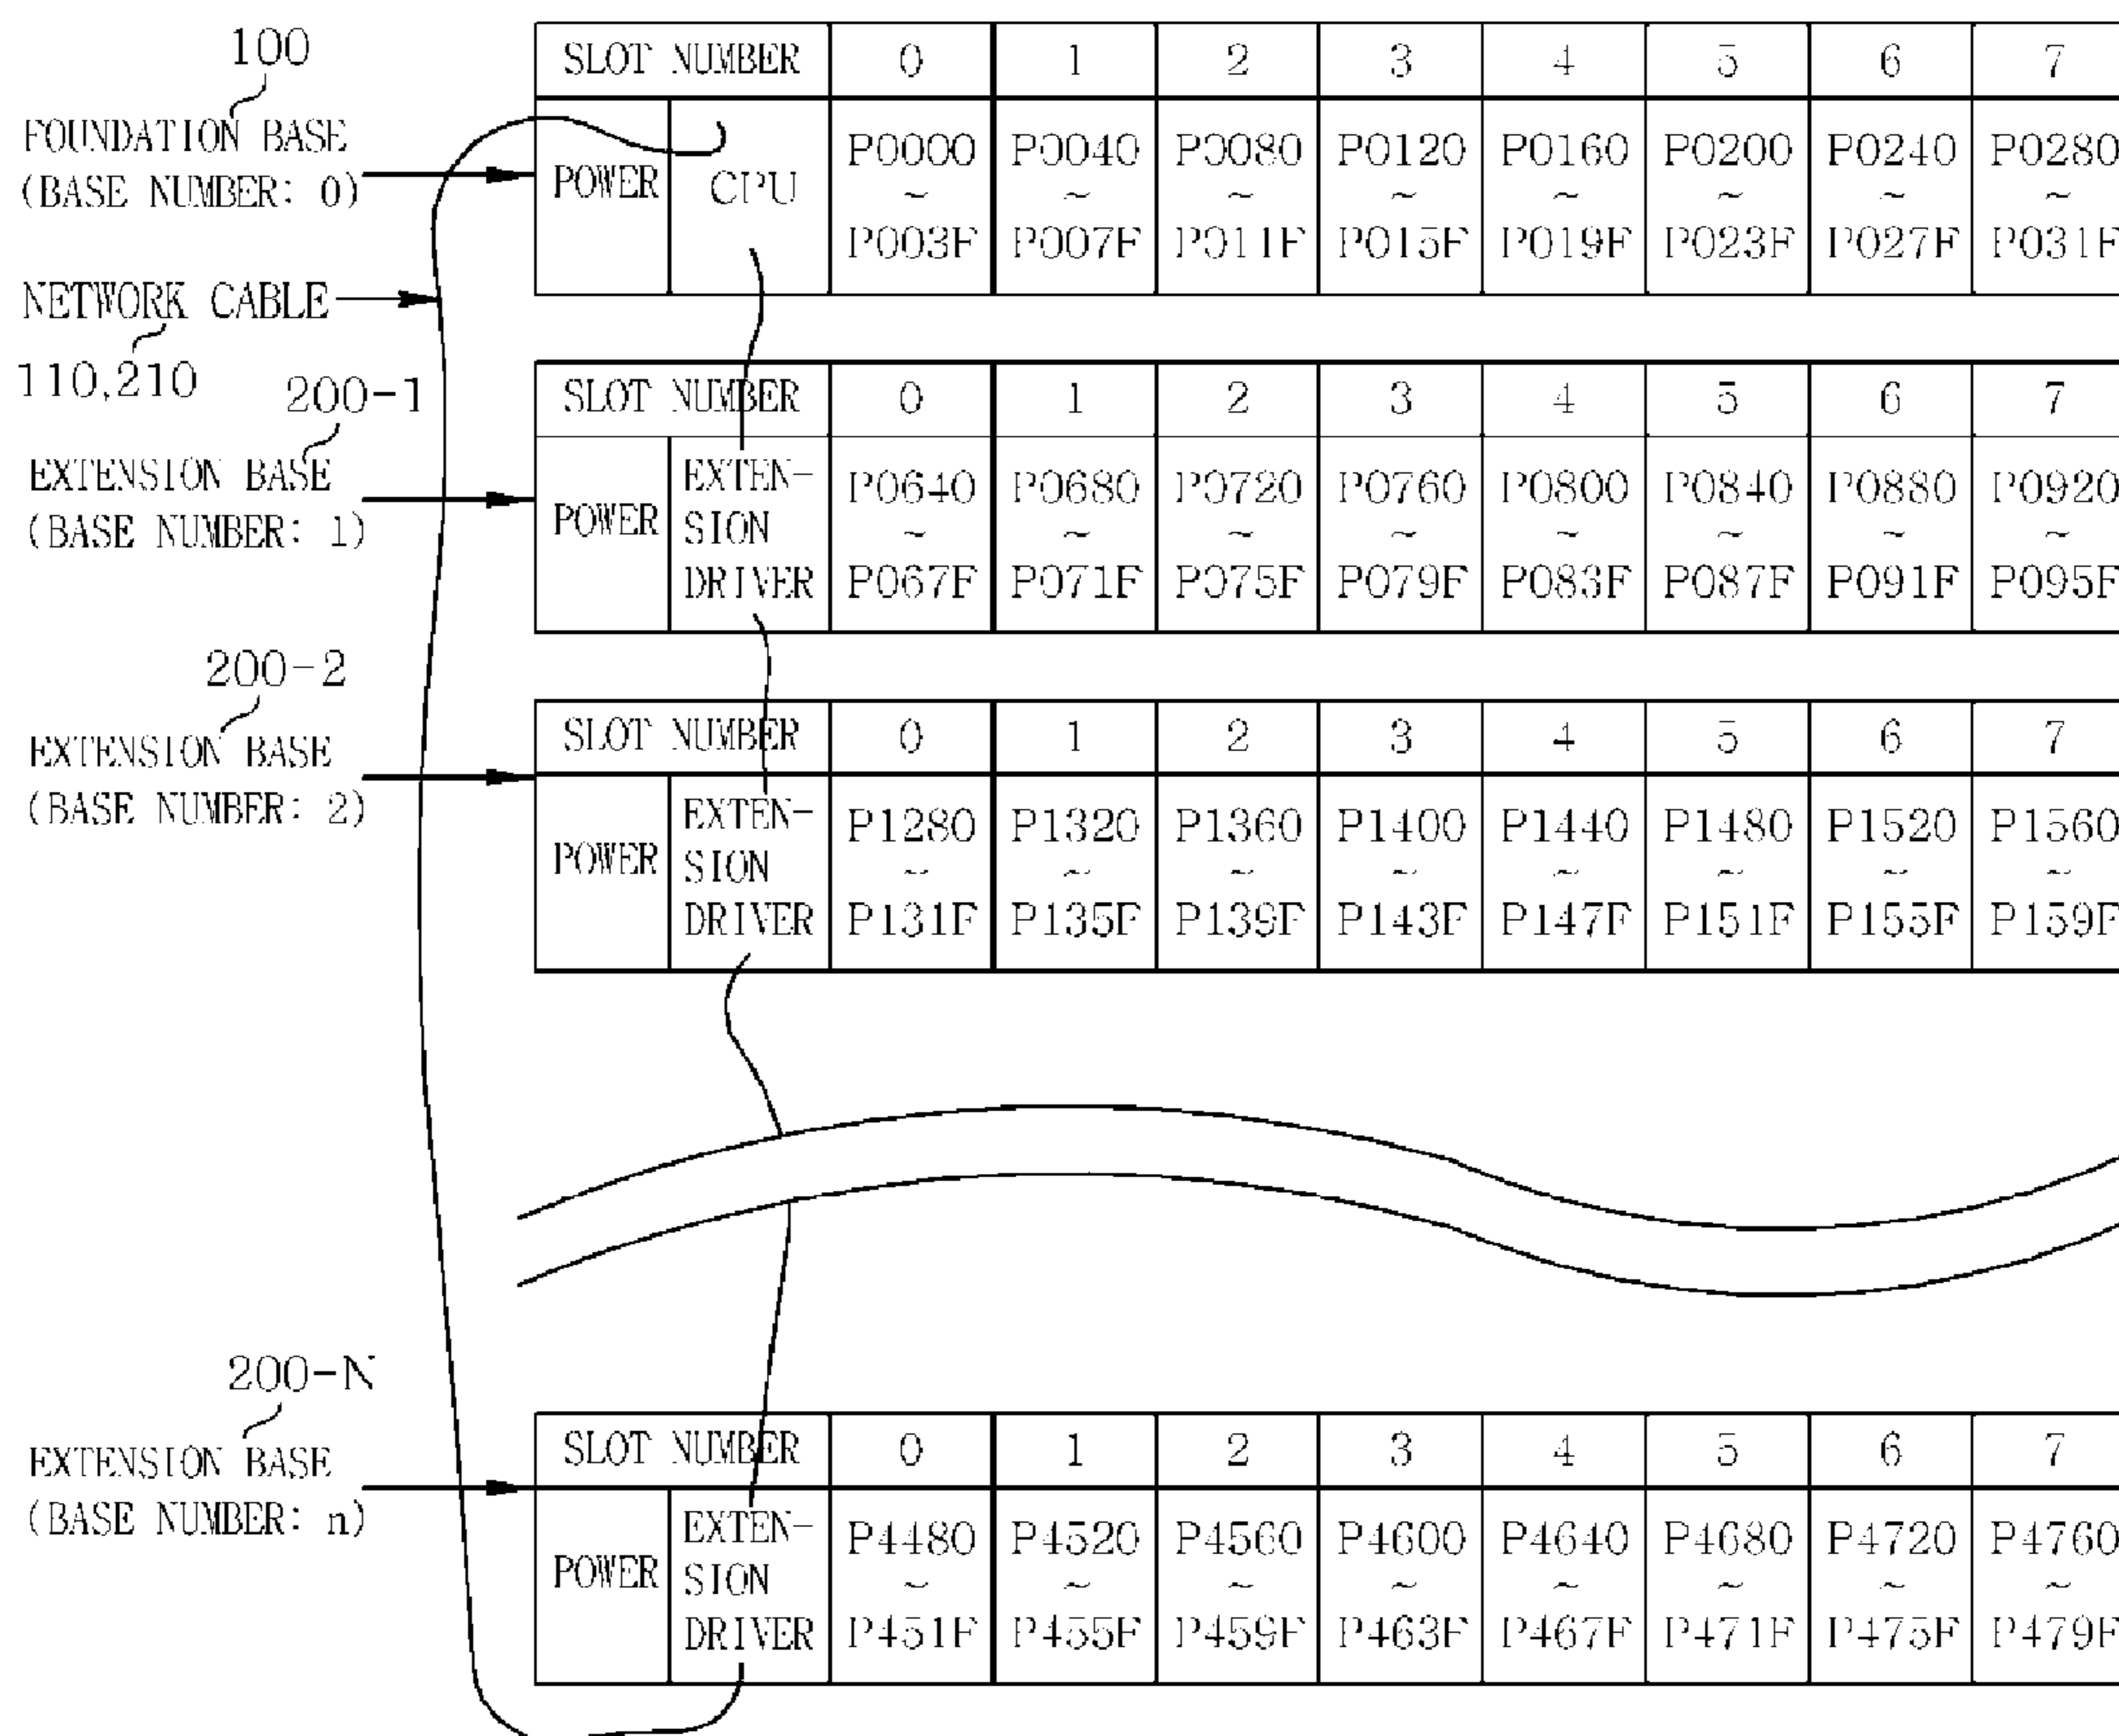 100
FOUNDATION BASE
(BASE NUMBER: 0)
NETWORK CABLE
110,210
SLOT NUMBER 0 1 2 3 4 5 6 7
POWER CPU
P0000 P0040 P0080 P0120 P0160 P0200 P0240 P0280
~ ~ ~ ~ ~ ~ ~ ~
P003F P007F P011F P015F P019F P023F P027F P031F
200-1
EXTENSION BASE
(BASE NUMBER: 1)
SLOT NUMBER 0 1 2 3 4 5 6 7
POWER
EXTEN-
SION
DRIVER
P0640 P0680 P0720 P0760 P0800 P0840 P0880 P0920
~ ~ ~ ~ ~ ~ ~ ~
P067F P071F P075F P079F P083F P087F P091F P095F
200-2
EXTENSION BASE
(BASE NUMBER: 2)
SLOT NUMBER 0 1 2 3 4 5 6 7
POWER
EXTEN-
SION
DRIVER
P1280 P1320 P1360 P1400 P1440 P1480 P1520 P1560
~ ~ ~ ~ ~ ~ ~ ~
P131F P135F P139F P143F P147F P151F P155F P159F
200-N
EXTENSION BASE
(BASE NUMBER: n)
SLOT NUMBER 0 1 2 3 4 5 6 7
POWER
EXTEN-
SION
DRIVER
P4480 P4520 P4560 P4600 P4640 P4680 P4720 P4760
~ ~ ~ ~ ~ ~ ~ ~
P451F P455F P459F P463F P467F P471F P475F P479F